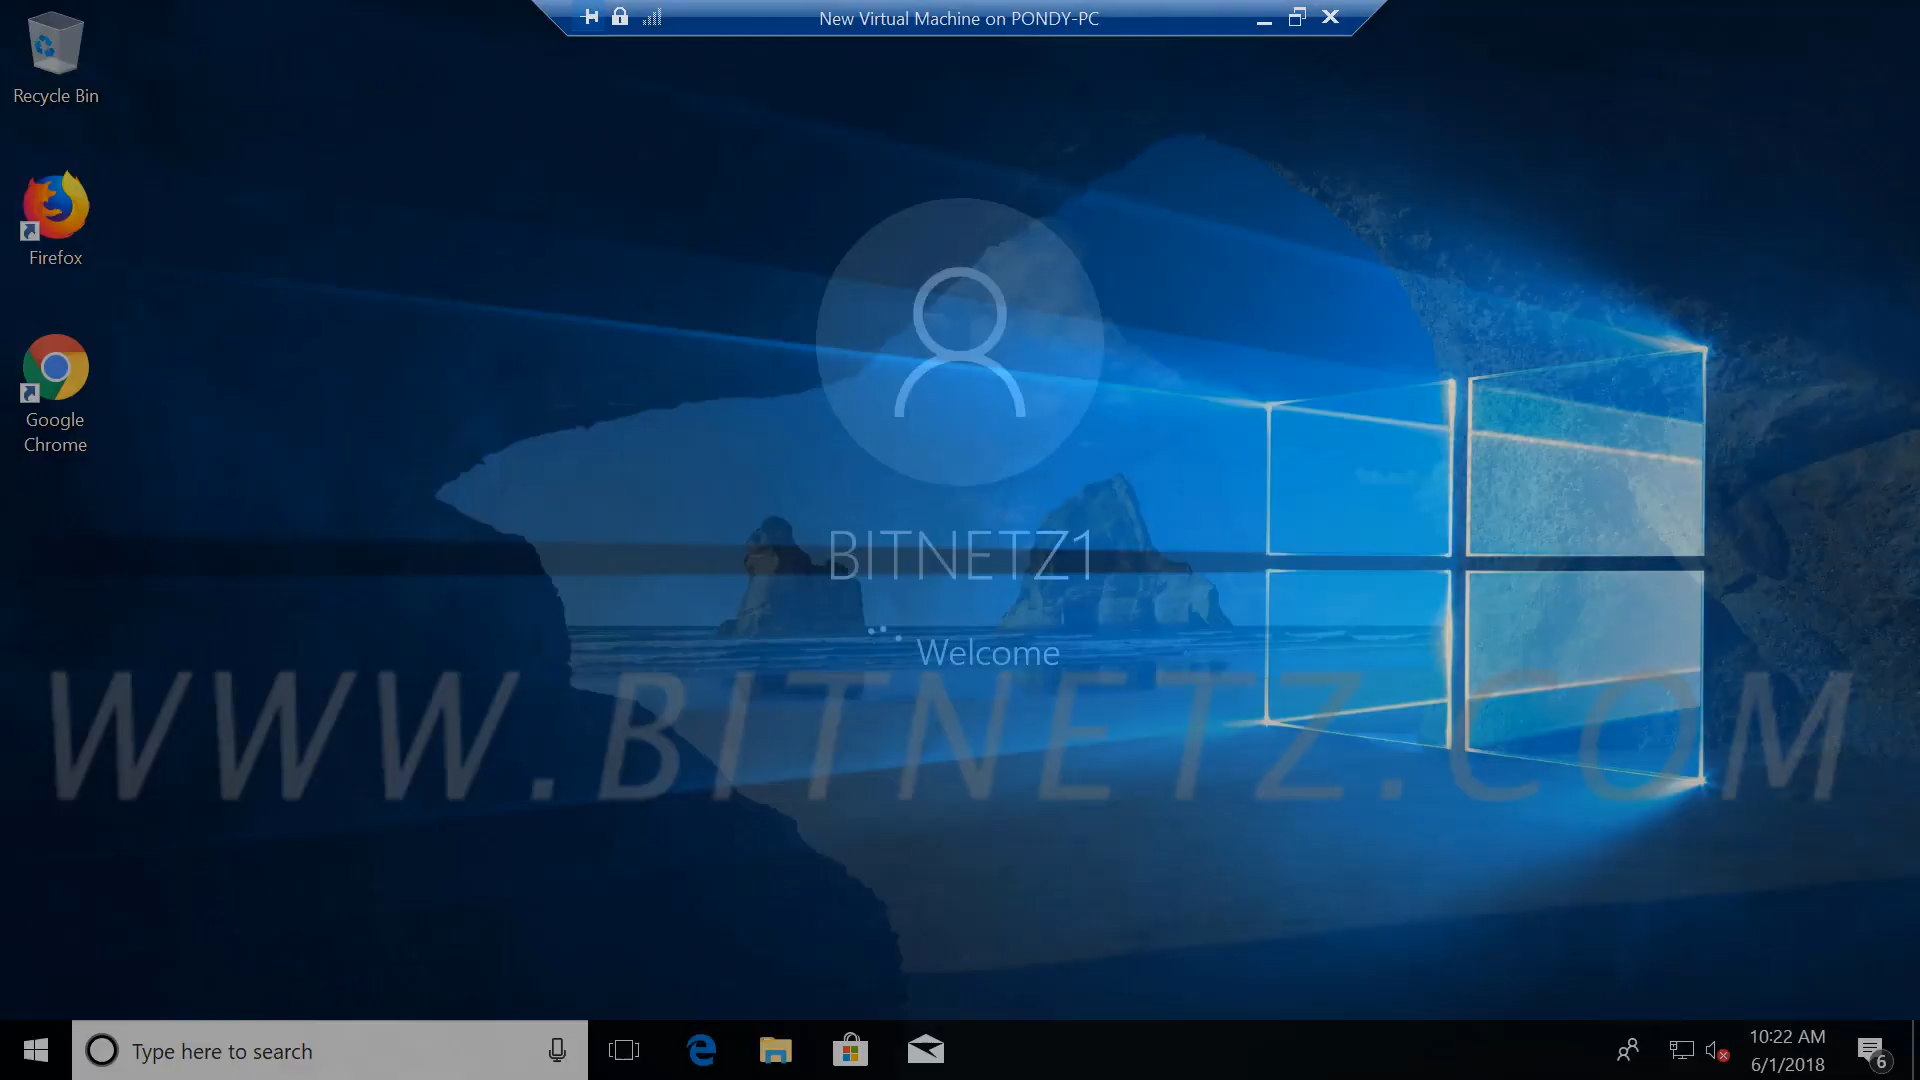 New Virtual Machine on PONDY-PC
Recycle Bin
Firefox
Google
Chrome
BITNETZ1
Welcome
WWW.BITNETZ.COM
Type here to search
10:22 AM
6/1/2018
6